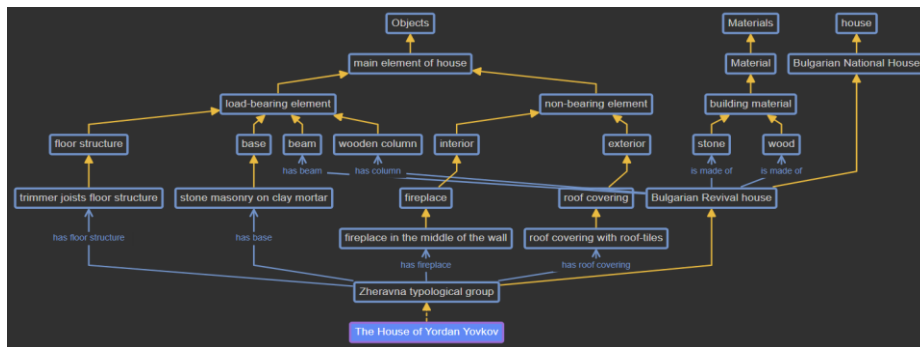 Objects
Materials
house
main element of house
Material
Bulgarian National House
load-bearing element
non-bearing element
building material
floor structure
base
beam
wooden column
interior
exterior
stone
wood
has beam
has column
is made of
is made of
trimmer joists floor structure
stone masonry on clay mortar
fireplace
roof covering
Bulgarian Revival house
has floor structure
has base
fireplace in the middle of the wall
roof covering with roof-tiles
has fireplace
has roof covering
Zheravna typological group
The House of Yordan Yovkov